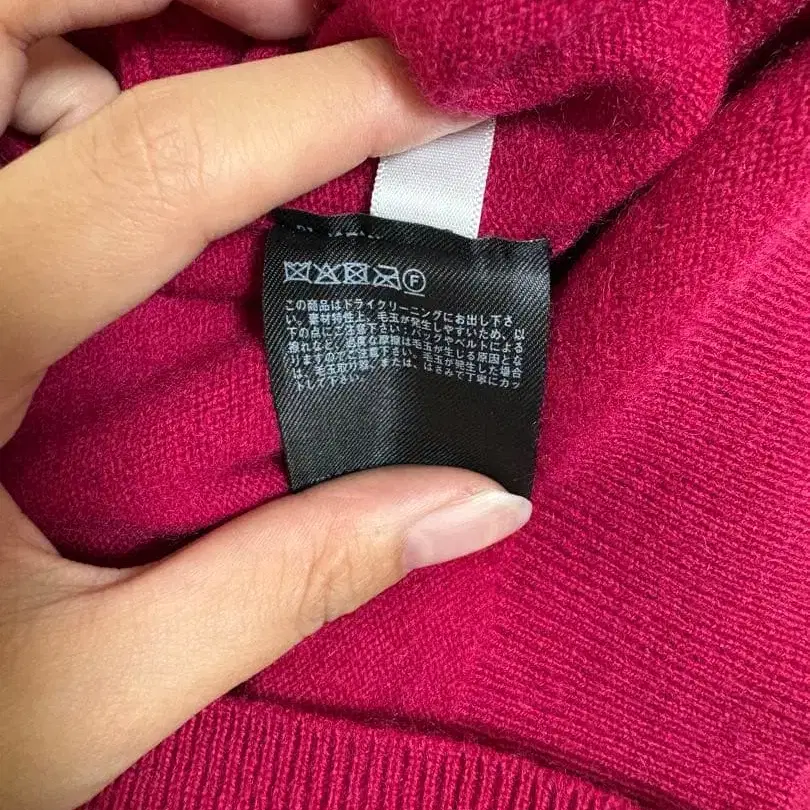 F
この商品はドライクリーニングにお出し下さ
い。素材特性上、毛玉が発生しやすいため、以
下の点にご注意下さい：バッグやベルトによる
擦れなど、過度な摩擦は毛玉が生じる原因とな
りますのでご注意下さい。毛玉が発生した場合
は、毛玉取り器または、はさみで丁寧にカッ
トして下さい。